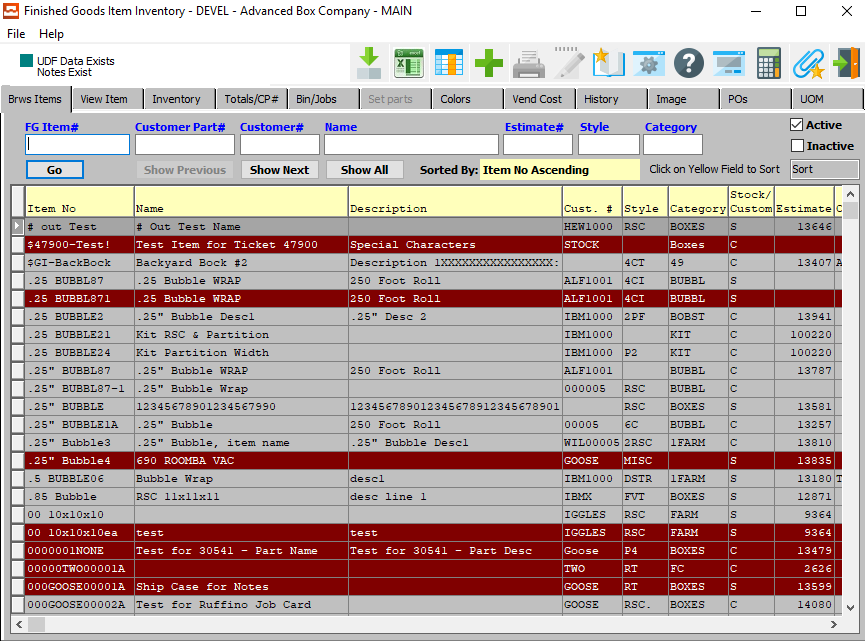 Finished Goods Item Inventory - DEVEL - Advanced Box Company - MAIN
File Help
UDF Data Exists
Notes Exist
Brws Items View Item Inventory Totals/CP# Bin/Jobs Set parts Colors Vend Cost History Image POs UOM
FG Item# Customer Part# Customer# Name Estimate# Style Category Active
Inactive
Go Show Previous Show Next Show All Sorted By: Item No Ascending Click on Yellow Field to Sort Sort
Stock/
Item No Name Description Cust. # Style Category Custom Estimate C
# out Test # Out Test Name HEW1000 RSC BOXES S 13646
$47900-Test! Test Item for Ticket 47900 Special Characters STOCK Boxes C
$GI-BackBock Backyard Bock #2 Description 1XXXXXXXXXXXXXXXX: 4CT 49 C 13407 A
.25 BUBBL87 .25 Bubble WRAP 250 Foot Roll ALF1001 4CI BUBBL S
.25 BUBBL871 .25 Bubble WRAP 250 Foot Roll ALF1001 4CI BUBBL S
.25 BUBBLE2 .25" Bubble Desc1 .25" Desc 2 IBM1000 2PF BOBST C 13941
.25 BUBBLE21 Kit RSC & Partition IBM1000 KIT C 100220
.25 BUBBLE24 Kit Partition Width IBM1000 P2 KIT C 100220
.25" BUBBL87 .25" Bubble WRAP 250 Foot Roll ALF1001 BUBBL C 13787
.25" BUBBL87-1 .25" Bubble Wrap 000005 RSC BUBBL C
.25" BUBBLE 12345678901234567990 123456789012345678912345678901 RSC BOXES S 13581
.25" BUBBLE1A .25" Bubble 250 Foot Roll 00005 6C BUBBL C 13257
.25" Bubble3 .25" Bubble, item name .25" Bubble Desc1 WIL00005 2RSC 1FARM C 13810
.25" Bubble4 690 ROOMBA VAC GOOSE MISC S 13835
.5 BUBBLE06 Bubble Wrap desc1 IBM1000 DSTR 1FARM S 13180 T
.85 Bubble RSC 11x11x11 desc line 1 IBMX FVT BOXES S 12871
00 10x10x10 IGGLES RSC FARM S 9364
00 10x10x10ea test test IGGLES RSC FARM S 9364
0000001NONE Test for 30541 - Part Name Test for 30541 - Part Desc Goose P4 BOXES C 13479
00000TWO00001A TWO RT FC C 2626
000GOOSE00001A Ship Case for Notes GOOSE RT BOXES S 13599
000GOOSE00002A Test for Ruffino Job Card GOOSE RSC. BOXES C 14080